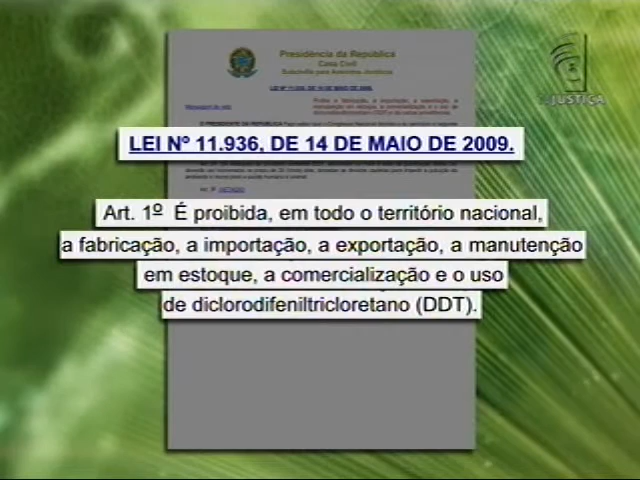 Presidência da República
Casa Civil
Subchefia para Assuntos Jurídicos
JUSTIÇA
LEI Nº 11.936, DE 14 DE MAIO DE 2009.
Art. 1º É proibida, em todo o território nacional,
a fabricação, a importação, a exportação, a manutenção
em estoque, a comercialização e o uso
de diclorodifeniltricloretano (DDT).